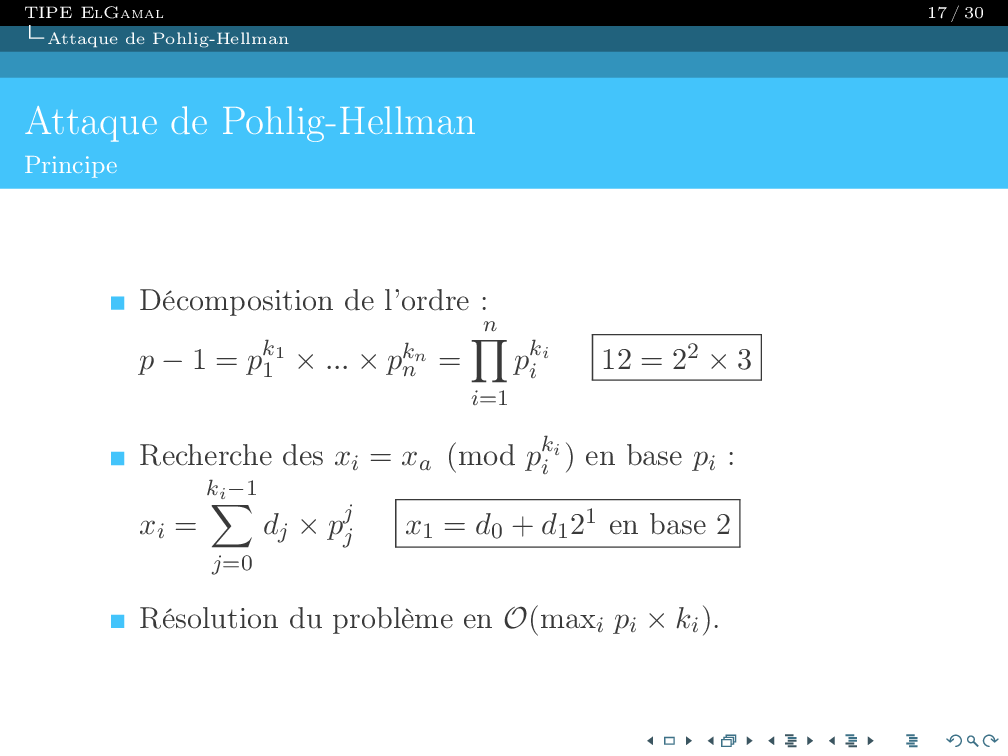 TIPE ElGamal 17 / 30
Attaque de Pohlig-Hellman
Attaque de Pohlig-Hellman
Principe
Décomposition de l'ordre :
$p - 1 = p_1^{k_1} \times ... \times p_n^{k_n} = \prod_{i=1}^{n} p_i^{k_i}$ $12 = 2^2 \times 3$
Recherche des $x_i = x_a \pmod{p_i^{k_i}}$ en base $p_i$ :
$x_i = \sum_{j=0}^{k_i-1} d_j \times p_j^j$ $x_1 = d_0 + d_1 2^1$ en base 2
Résolution du problème en $\mathcal{O}(\max_i p_i \times k_i)$.